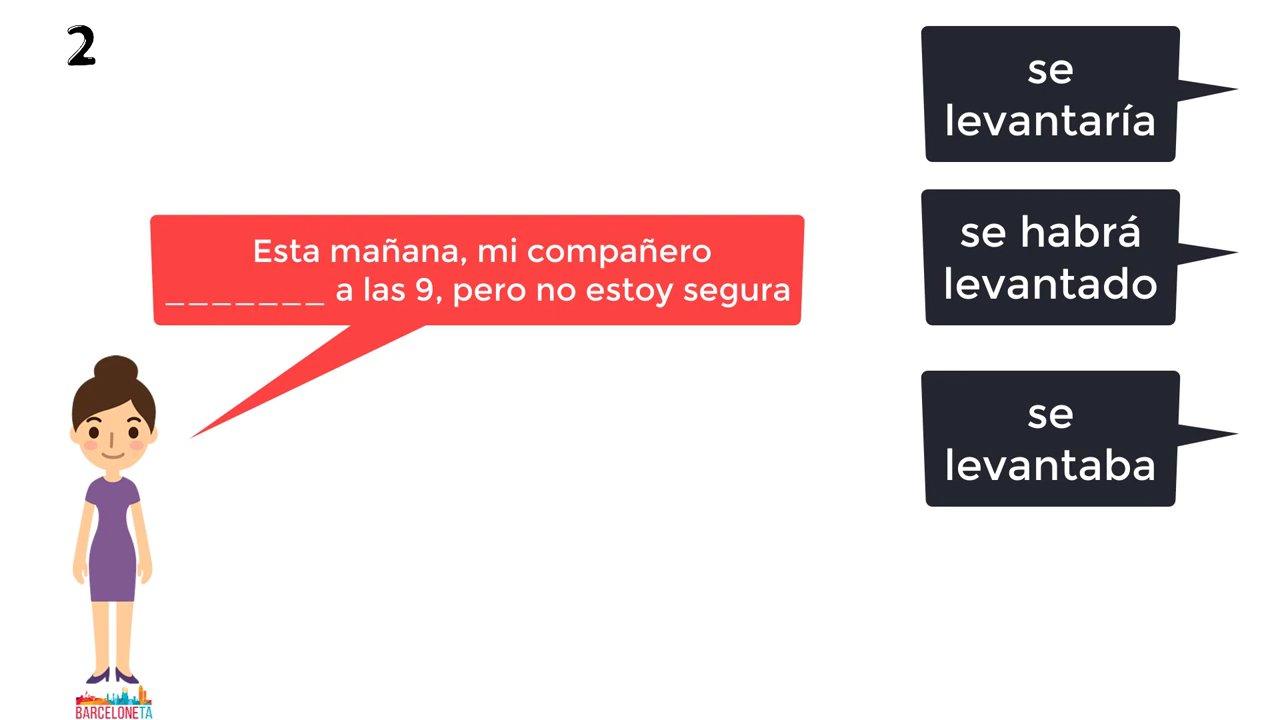 2
Esta mañana, mi compañero
_______ a las 9, pero no estoy segura
se
levantaría
se habrá
levantado
se
levantaba
BARCELONETA